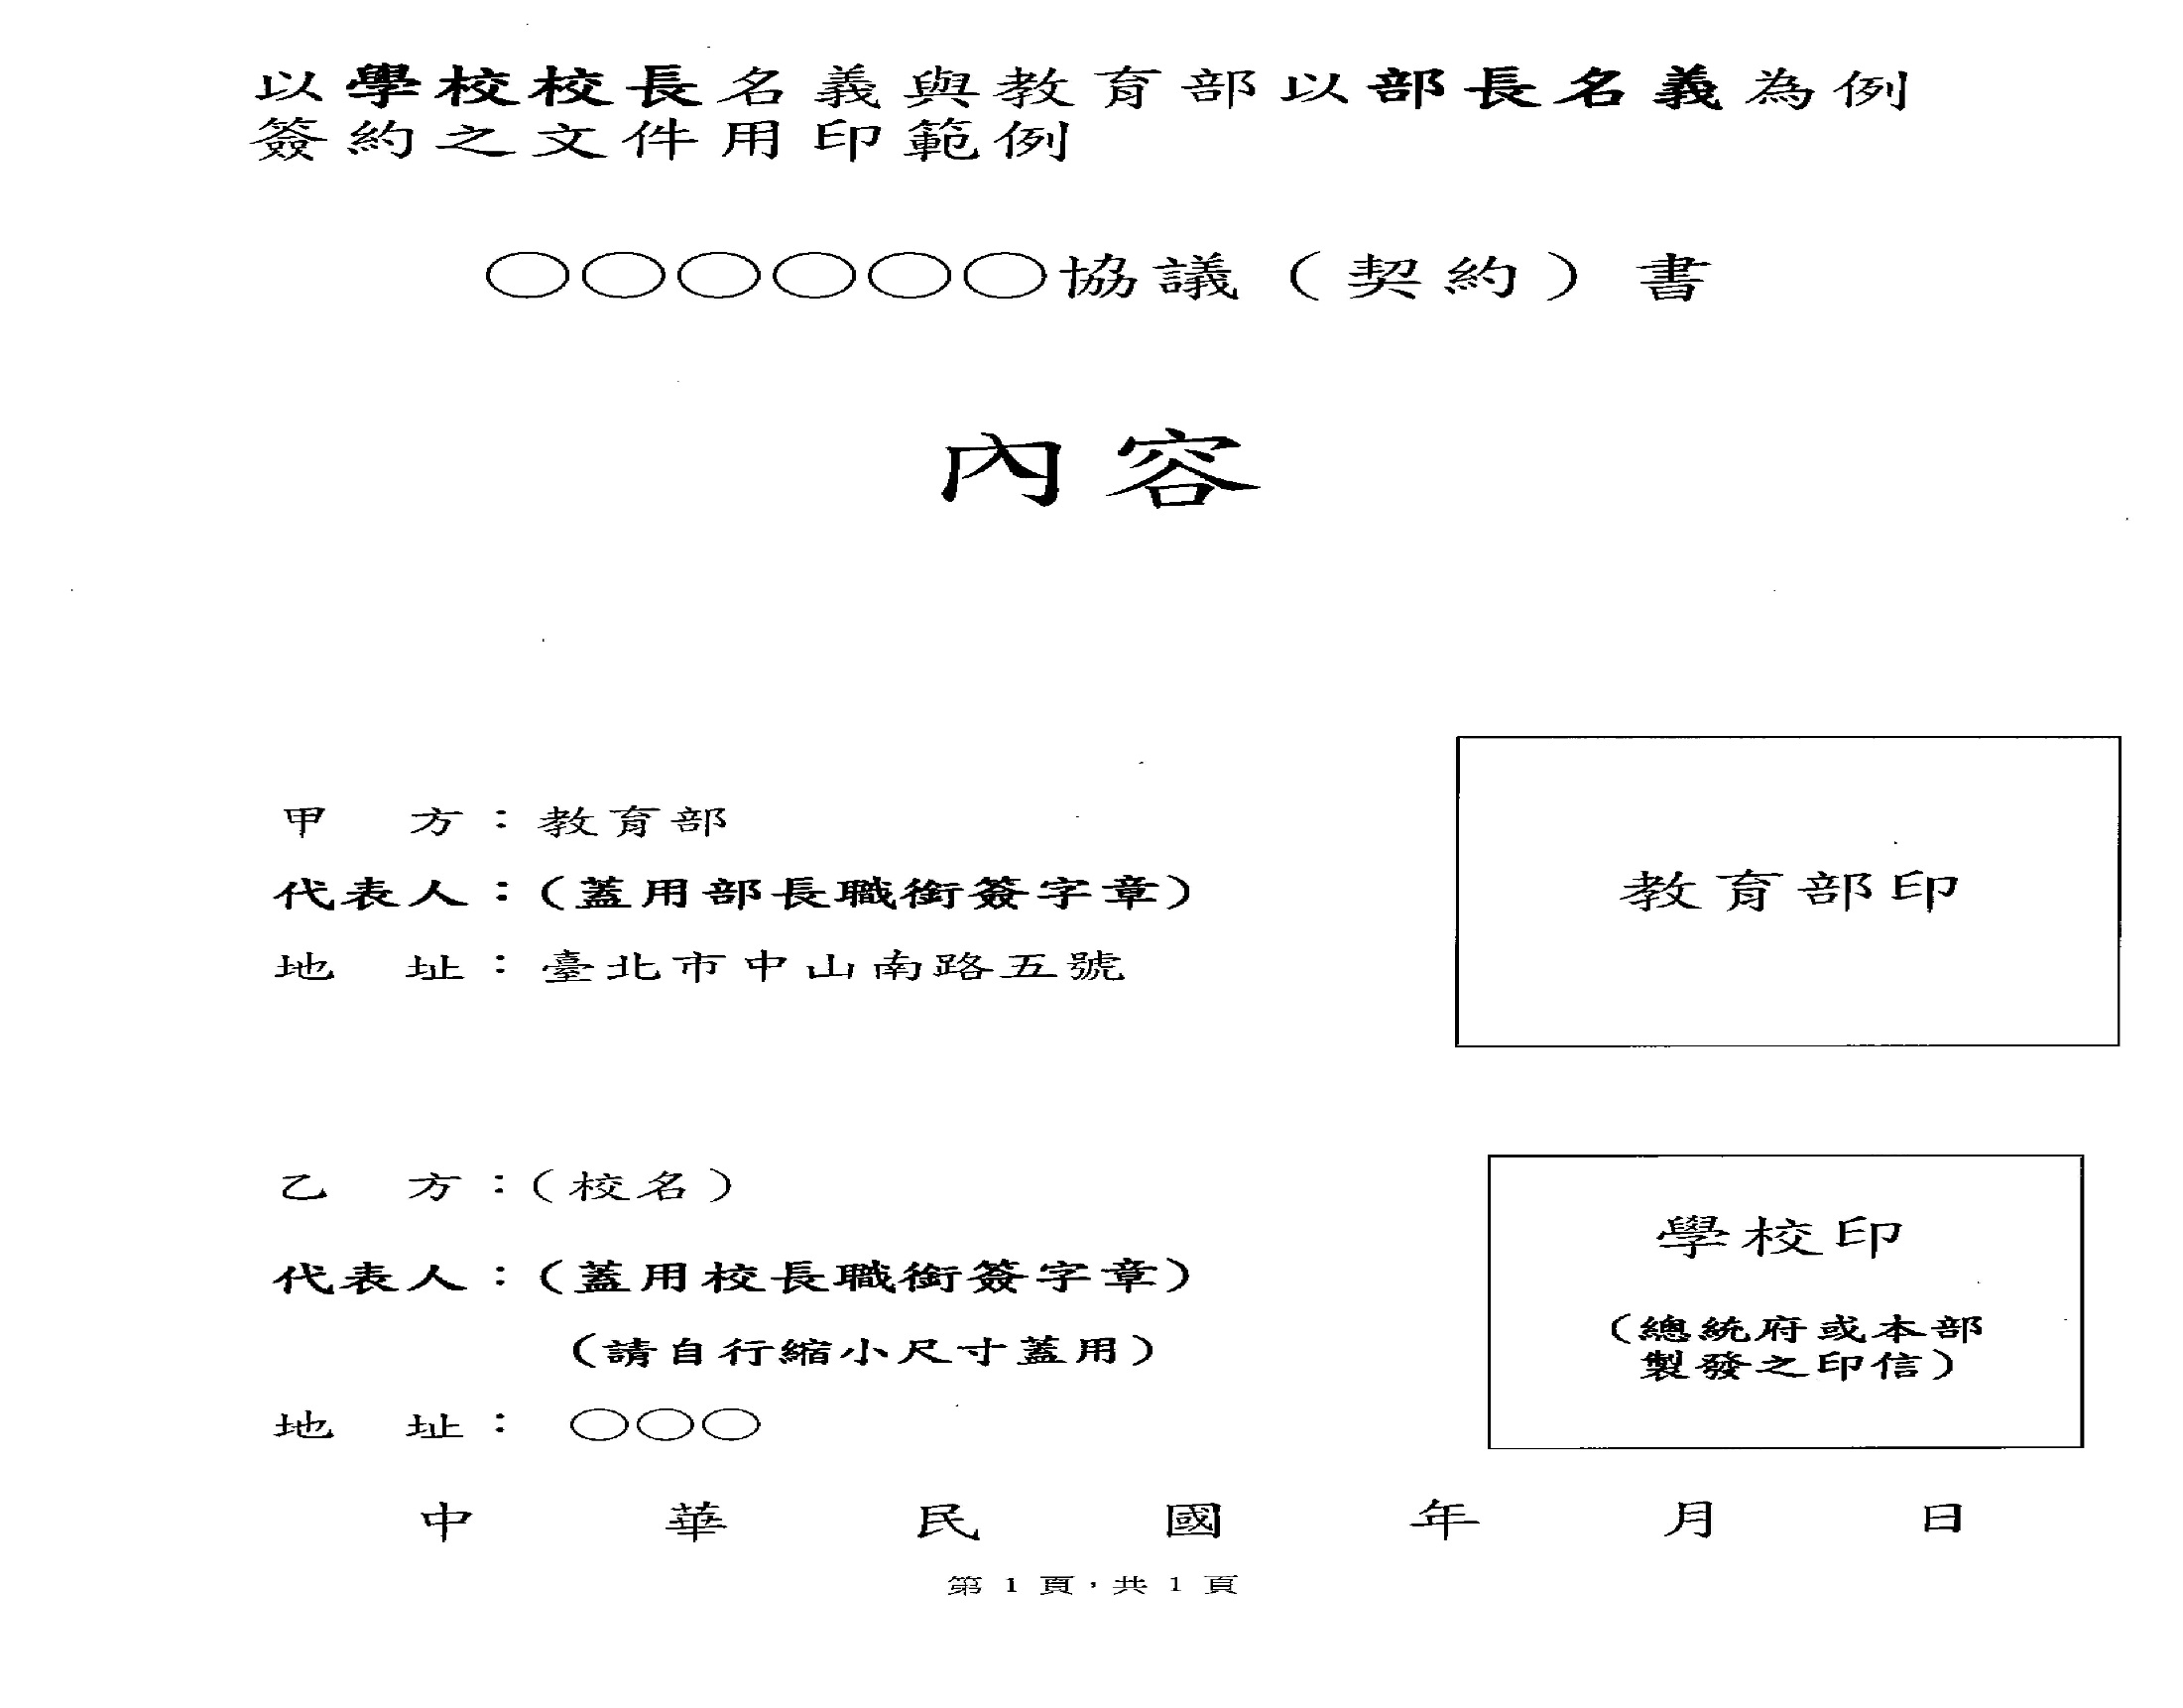 以學校校長名義與教育部以部長名義為例
簽約之文件用印範例
○○○○○○協議（契約）書
內容
甲　方：教育部
代表人：（蓋用部長職銜簽字章）
地　址：臺北市中山南路五號
教育部印
乙　方：（校名）
代表人：（蓋用校長職銜簽字章）
（請自行縮小尺寸蓋用）
地　址：○○○
學校印
（總統府或本部
製發之印信）
中華民國年月日
第 1 頁，共 1 頁